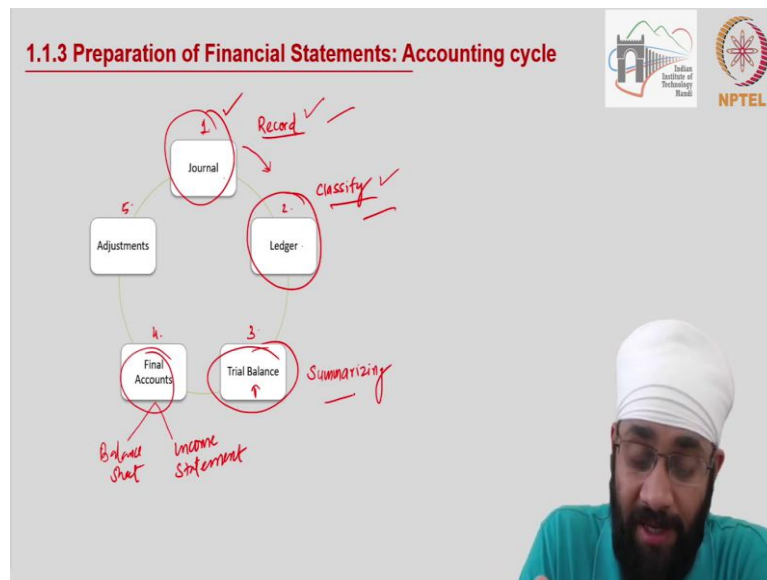 1.1.3 Preparation of Financial Statements: Accounting cycle
Indian
Institute of
Technology
Mandi
NPTEL
1.
Record
Journal
Classify
5.
2.
Adjustments
Ledger
4.
3.
Final
Accounts
Trial Balance
Summarizing
Balance
Sheet
Income
Statement